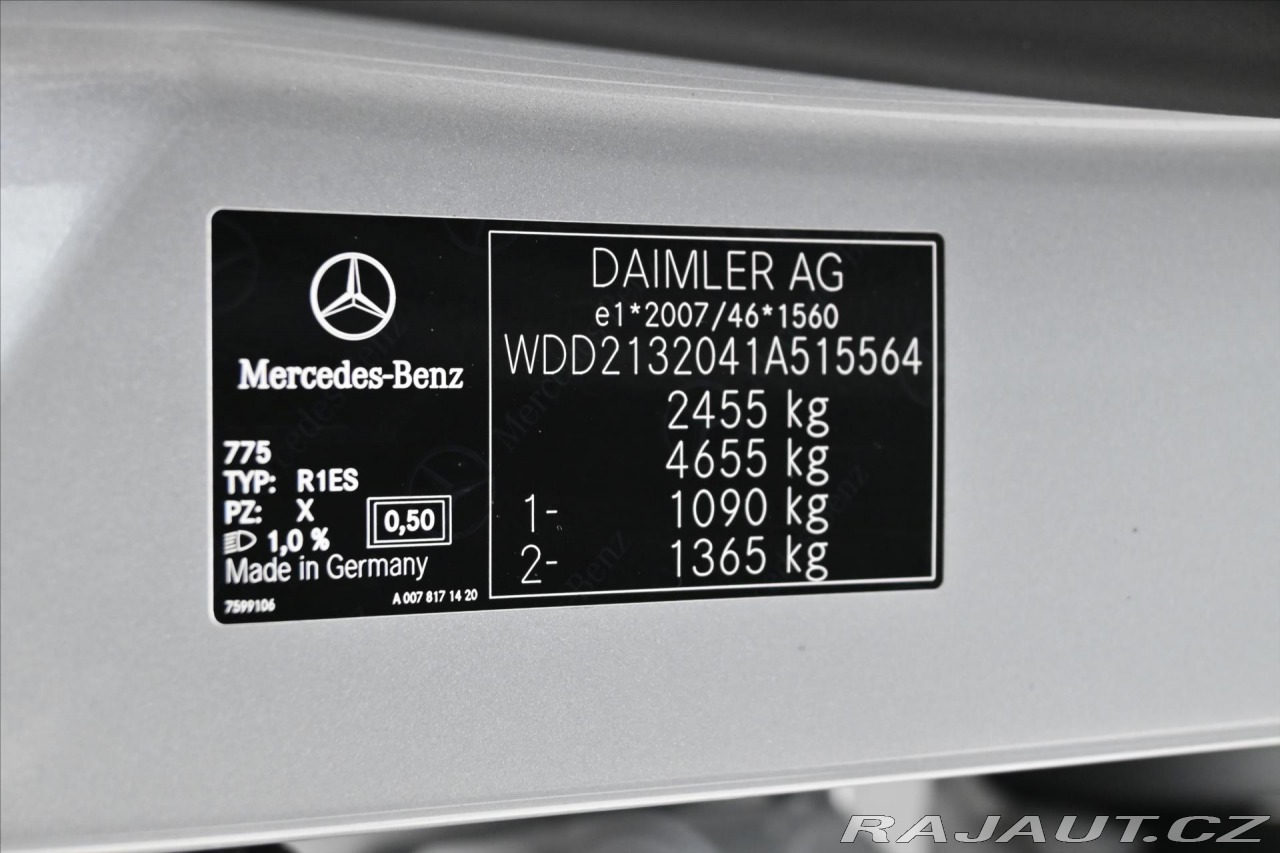 Mercedes-Benz
775
TYP: R1ES
PZ: X
1,0 %
0,50
Made in Germany
7599106
A 007 817 14 20
DAIMLER AG
e1*2007/46*1560
WDD2132041A515564
2455 kg
4655 kg
1- 1090 kg
2- 1365 kg
RAJAUT.CZ